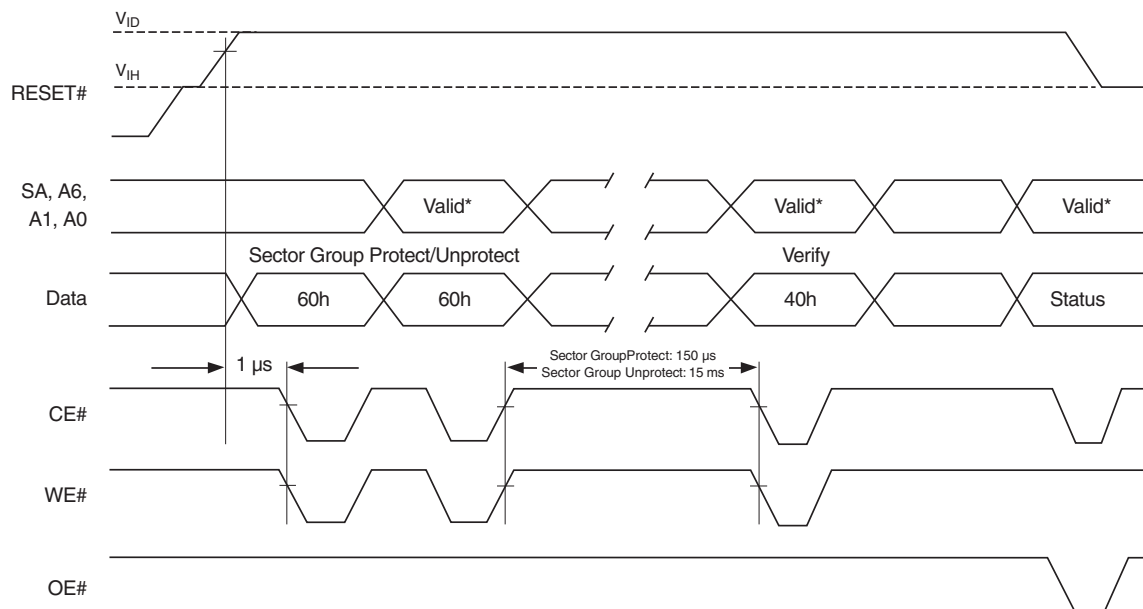 VID
VIH
RESET#
SA, A6,
A1, A0
Valid* Valid* Valid*
Sector Group Protect/Unprotect Verify
Data 60h 60h 40h Status
1 µs
Sector GroupProtect: 150 µs
Sector Group Unprotect: 15 ms
CE#
WE#
OE#